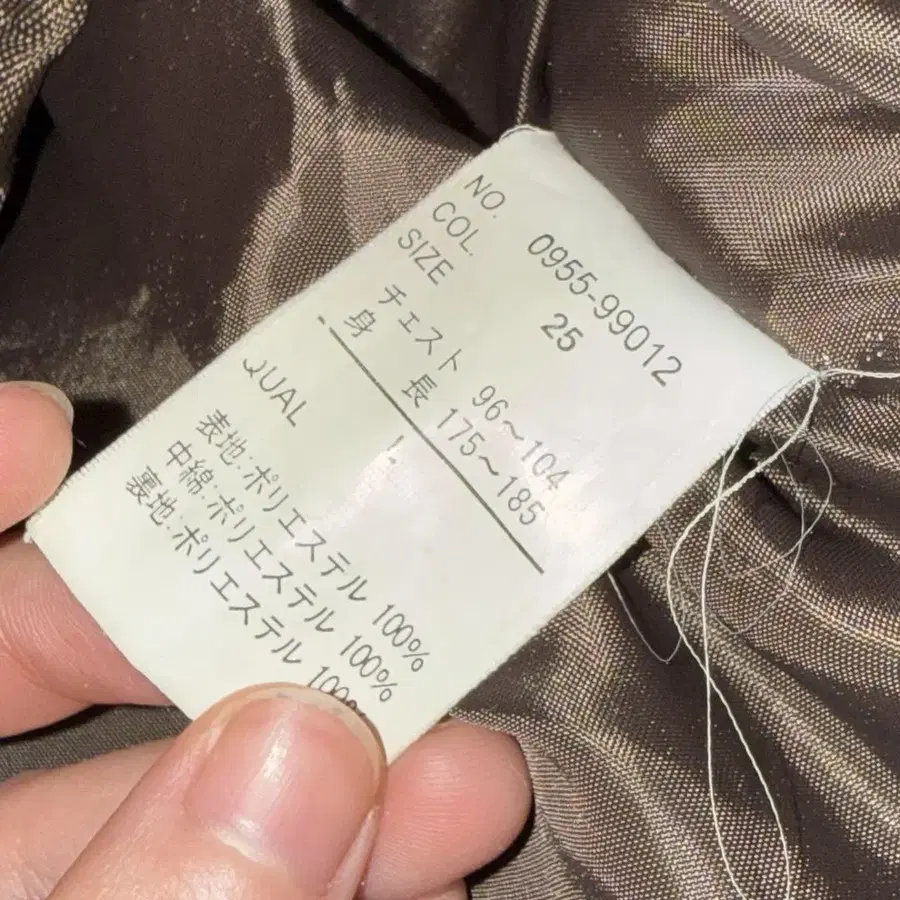 NO. 0955-99012
COL. 25
SIZE
チェスト 96～104
身長 175～185
QUAL
表地:ポリエステル 100%
中綿:ポリエステル 100%
裏地:ポリエステル 100%